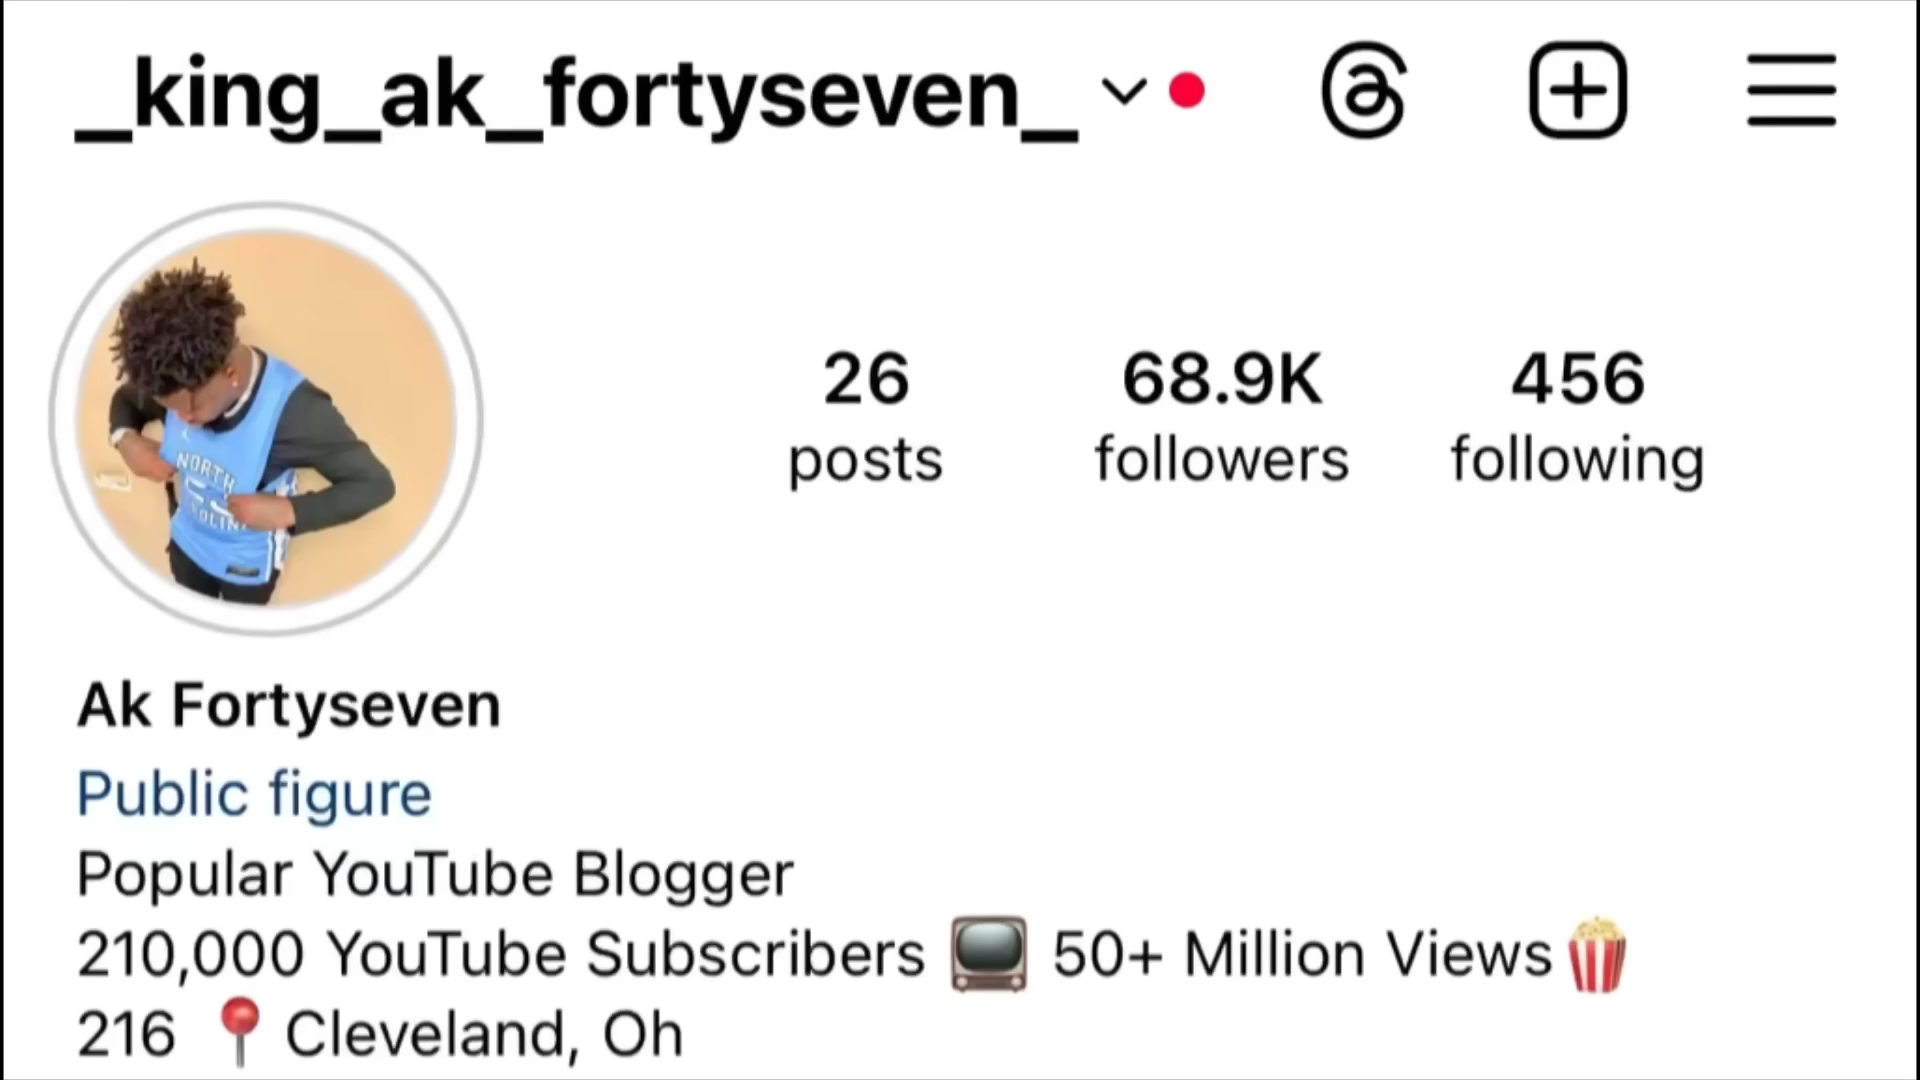 _king_ak_fortyseven_
26 68.9K 456
posts followers following
NORTH
Ak Fortyseven
Public figure
Popular YouTube Blogger
210,000 YouTube Subscribers 📺 50+ Million Views🍿
216 📍 Cleveland, Oh